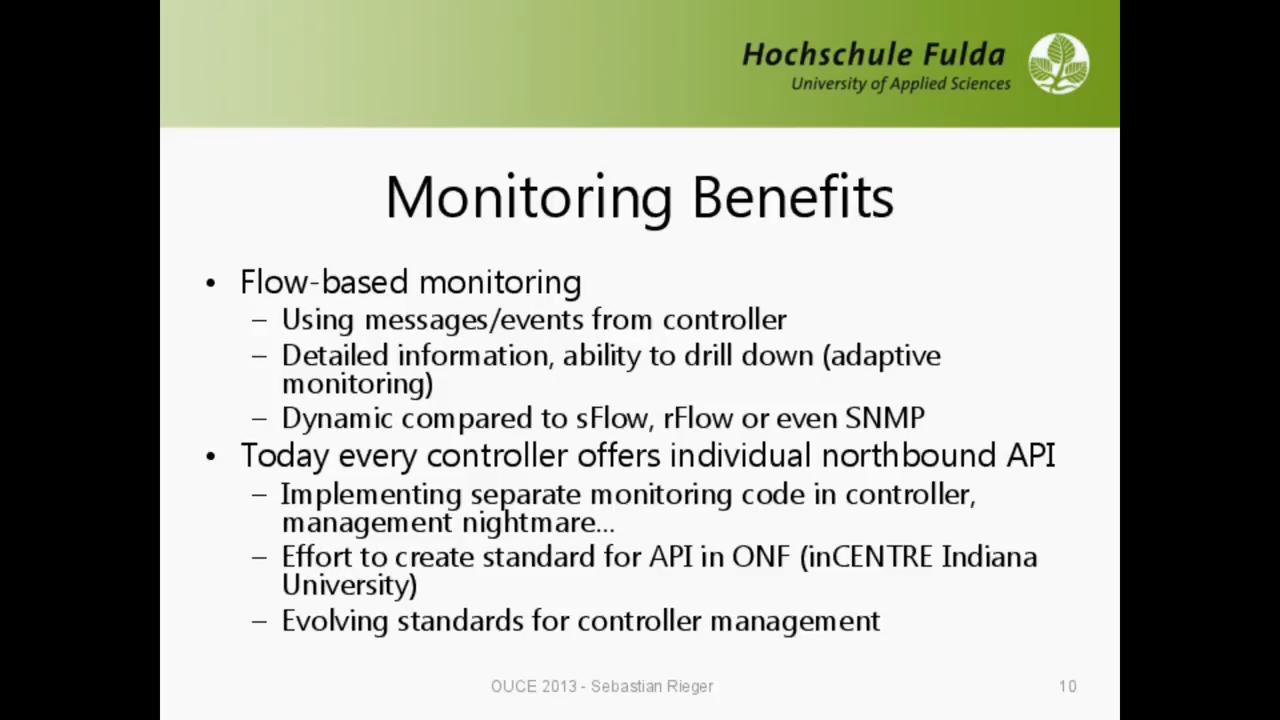 Hochschule Fulda
University of Applied Sciences
Monitoring Benefits
• Flow-based monitoring
– Using messages/events from controller
– Detailed information, ability to drill down (adaptive
monitoring)
– Dynamic compared to sFlow, rFlow or even SNMP
• Today every controller offers individual northbound API
– Implementing separate monitoring code in controller,
management nightmare...
– Effort to create standard for API in ONF (inCENTRE Indiana
University)
– Evolving standards for controller management
OUCE 2013 - Sebastian Rieger
10